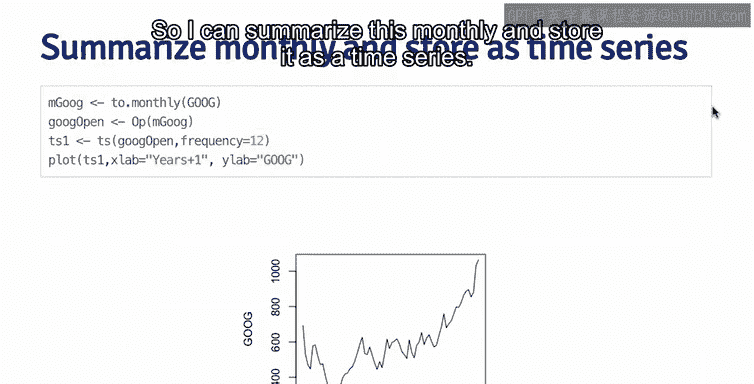 So I can summarize this monthly and store
it as a time series.
Summarize monthly and store as time series
mGoog <- to.monthly(GOOG)
googOpen <- Op(mGoog)
ts1 <- ts(googOpen,frequency=12)
plot(ts1,xlab="Years+1", ylab="GOOG")
1000
800
600
400
GOOG